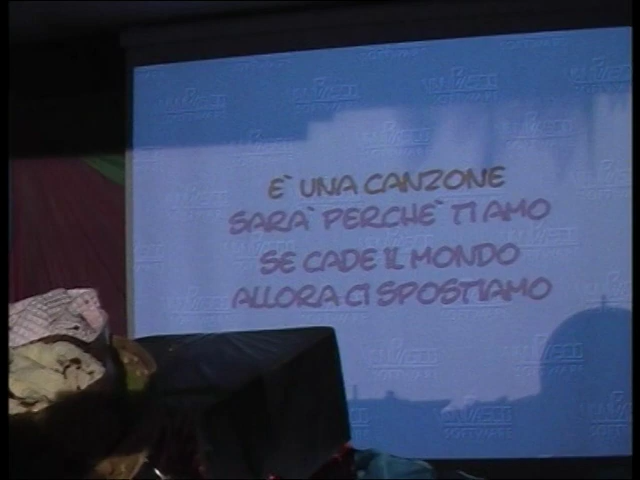 E` UNA CANZONE
SARA` PERCHE` TI AMO
SE CADE IL MONDO
ALLORA CI SPOSTIAMO